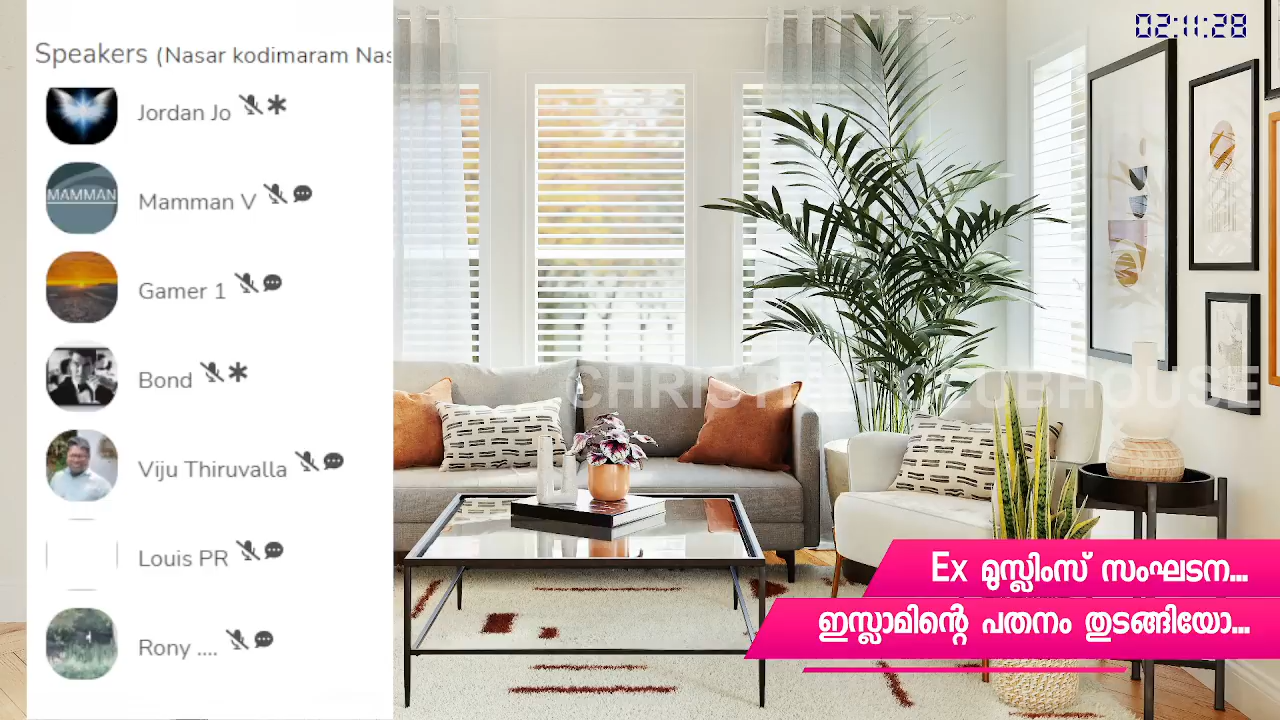 02:11:28
Speakers (Nasar kodimaram Nas
Jordan Jo
Mamman V
MAMMAN
Gamer 1
Bond
Viju Thiruvalla
Louis PR
Rony ....
CLUBHOUSE
Ex മുസ്ലിംസ് സംഘടന...
ഇസ്ലാമിന്റെ പതനം തുടങ്ങിയോ...